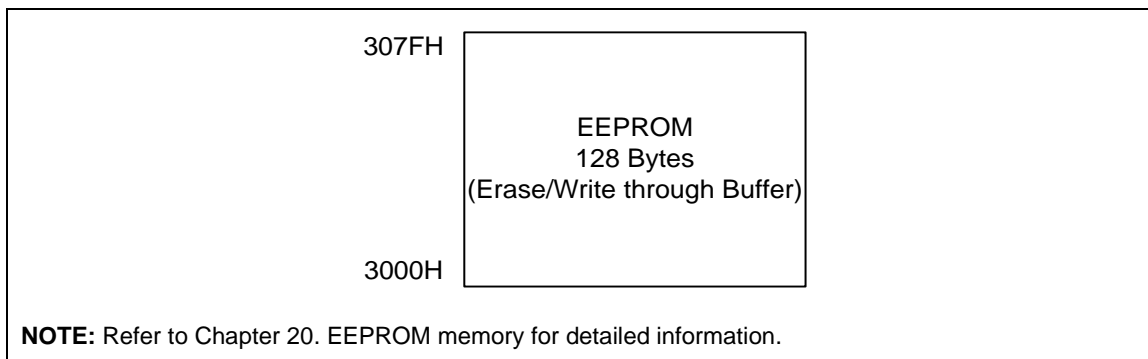 307FH
EEPROM
128 Bytes
(Erase/Write through Buffer)
3000H
NOTE: Refer to Chapter 20. EEPROM memory for detailed information.